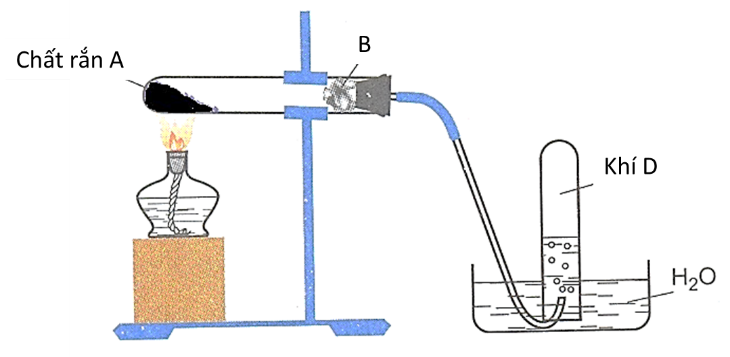 Chất rắn A
B
Khí D
H₂O